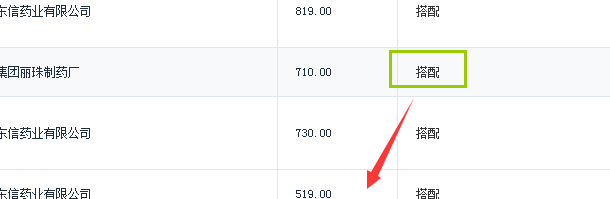 东信药业有限公司 819.00 搭配
集团丽珠制药厂 710.00 搭配
东信药业有限公司 730.00 搭配
东信药业有限公司 519.00 搭配